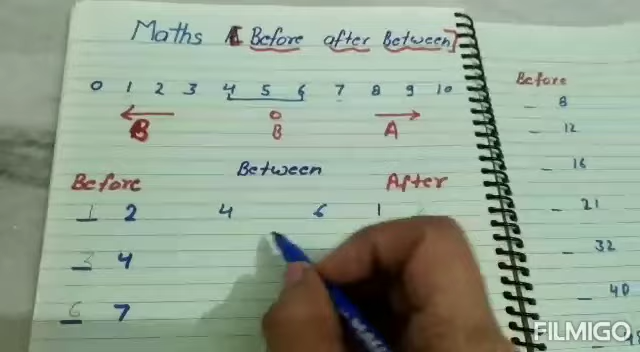 Maths [Before after Between]
0 1 2 3 4 5 6 7 8 9 10
B B A
Between
Before After
1 2 4 6 1
3 4
6 7
Before
_ 8
_ 12
_ 16
_ 21
_ 32
_ 40
FILMIGO